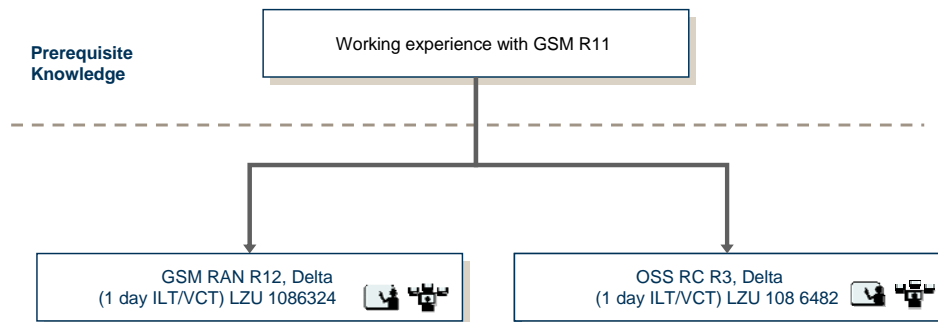 Working experience with GSM R11
Prerequisite
Knowledge
GSM RAN R12, Delta
(1 day ILT/VCT) LZU 1086324
OSS RC R3, Delta
(1 day ILT/VCT) LZU 108 6482